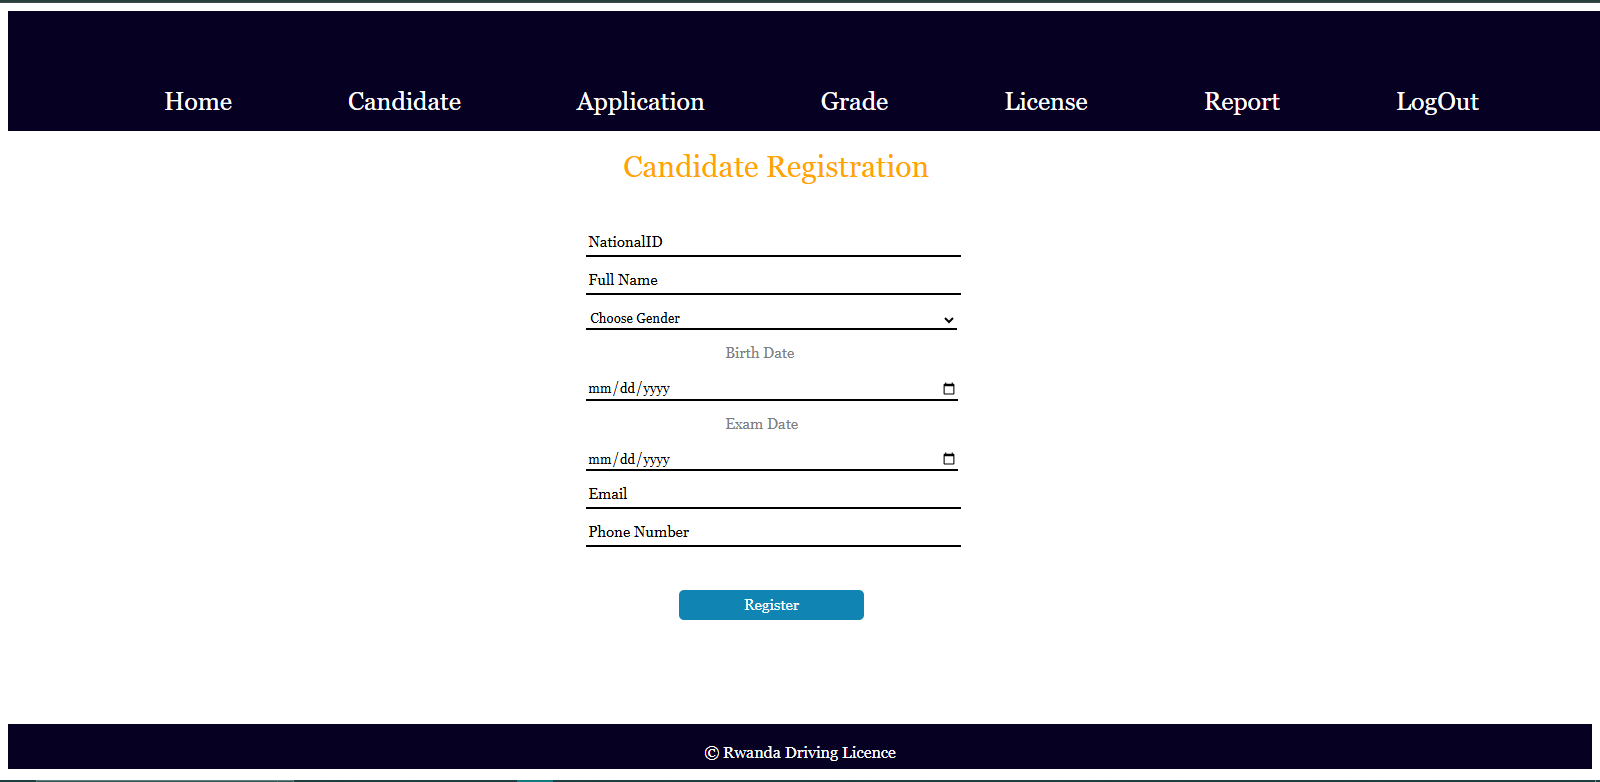 Home Candidate Application Grade License Report LogOut
Candidate Registration
NationalID
Full Name
Choose Gender
Birth Date
mm/dd/yyyy
Exam Date
mm/dd/yyyy
Email
Phone Number
Register
© Rwanda Driving Licence